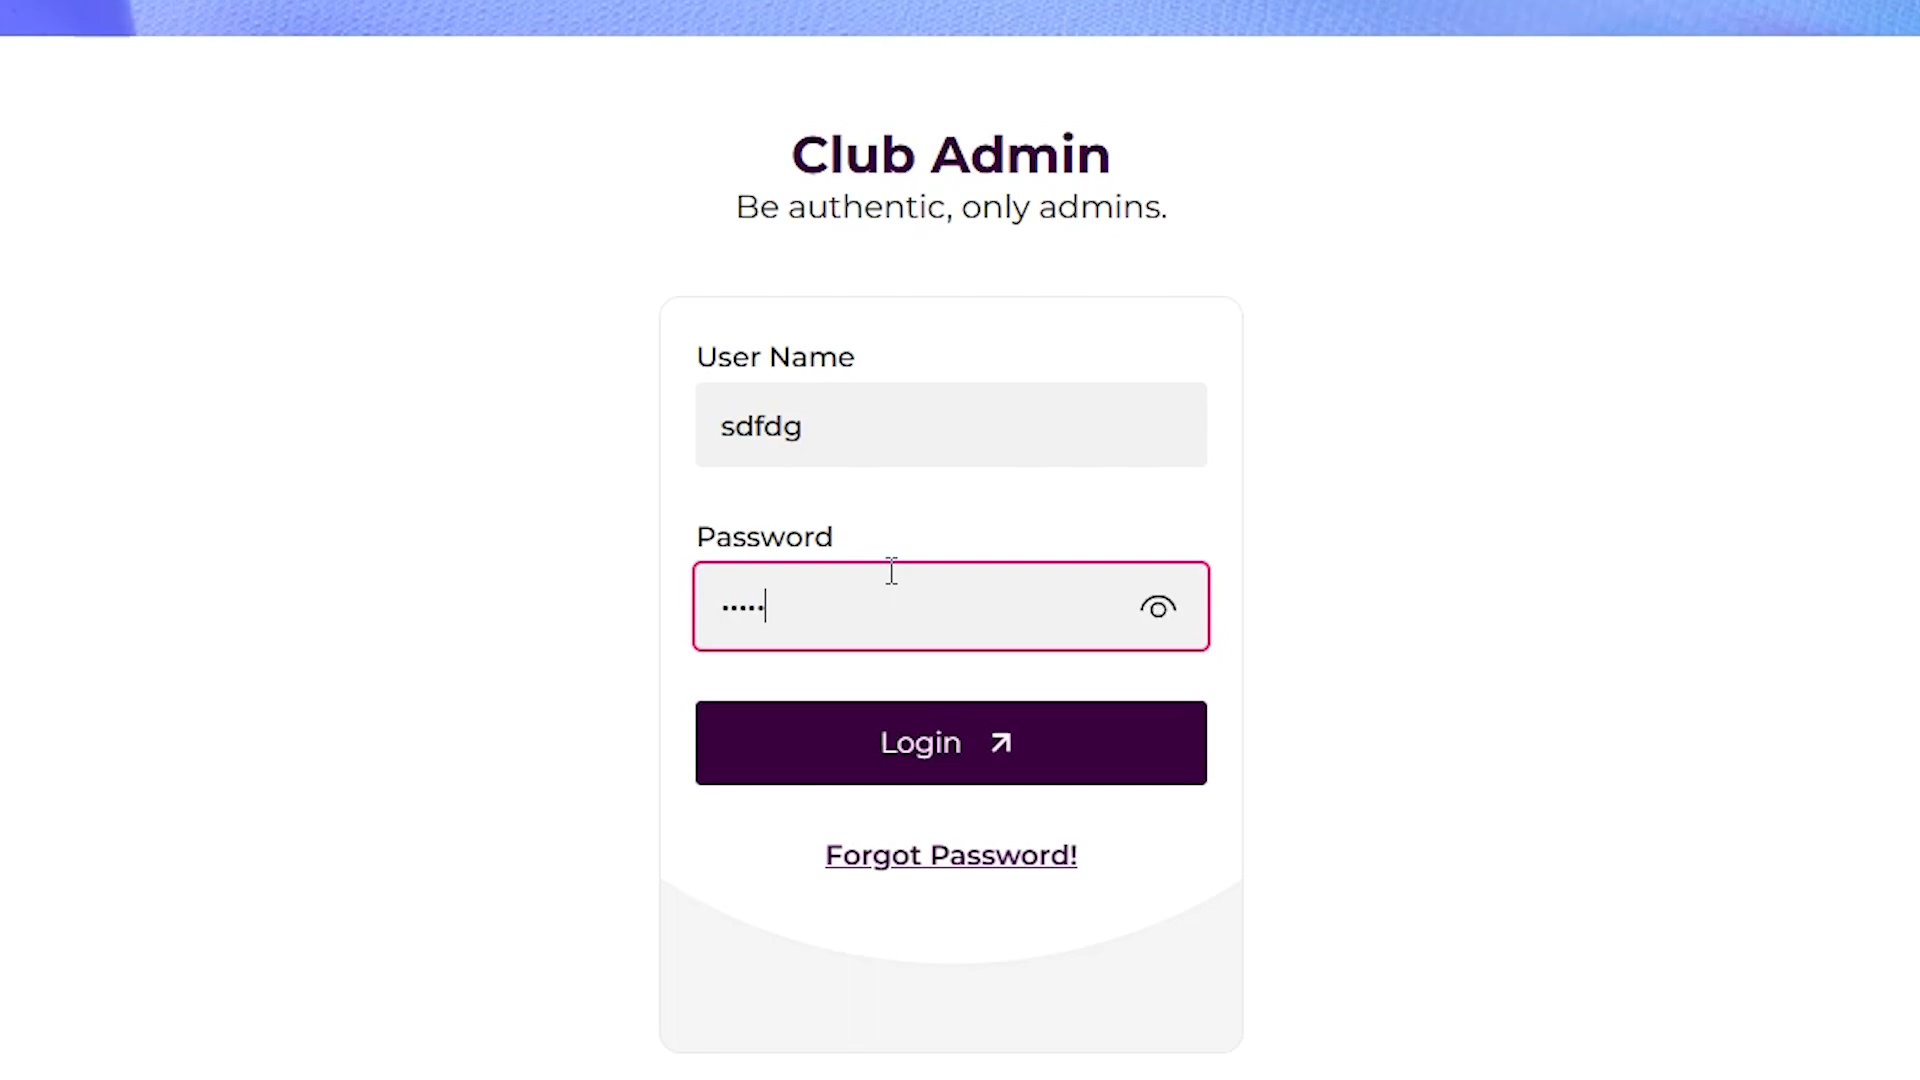 Club Admin
Be authentic, only admins.
User Name
sdfdg
Password
•••••
Login
Forgot Password!